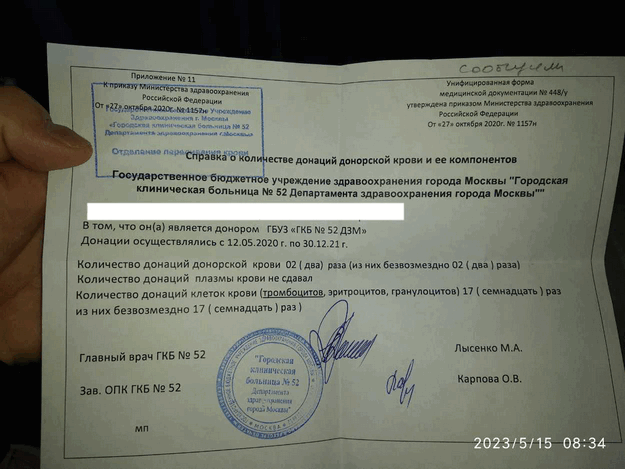 сообщили
Приложение № 11
К приказу Министерства здравоохранения
Российской Федерации
От «27» октября 2020г. № 1157н
Унифицированная форма
медицинской документации № 448/у
утверждена приказом Министерства здравоохранения
Российской Федерации
От «27» октября 2020г. № 1157н
Государственное Бюджетное Учреждение
Здравоохранения г. Москвы
«Городская клиническая больница № 52
Департамента здравоохранения г.Москвы»
Отделение переливания крови
Справка о количестве донаций донорской крови и ее компонентов
Государственное бюджетное учреждение здравоохранения города Москвы "Городская
клиническая больница № 52 Департамента здравоохранения города Москвы""
В том, что он(а) является донором ГБУЗ «ГКБ № 52 ДЗМ»
Донации осуществлялись с 12.05.2020 г. по 30.12.21 г.
Количество донаций донорской крови 02 ( два) раза (из них безвозмездно 02 ( два ) раза)
Количество донаций плазмы крови не сдавал
Количество донаций клеток крови (тромбоцитов, эритроцитов, гранулоцитов) 17 ( семнадцать ) раз
из них безвозмездно 17 ( семнадцать ) раз )
Главный врач ГКБ № 52
Лысенко М.А.
Зав. ОПК ГКБ № 52
Карпова О.В.
"Городская
клиническая
больница № 52
Департамента
здравоохранения
города Москвы"
МОСКВА
мп
2023/5/15 08:34